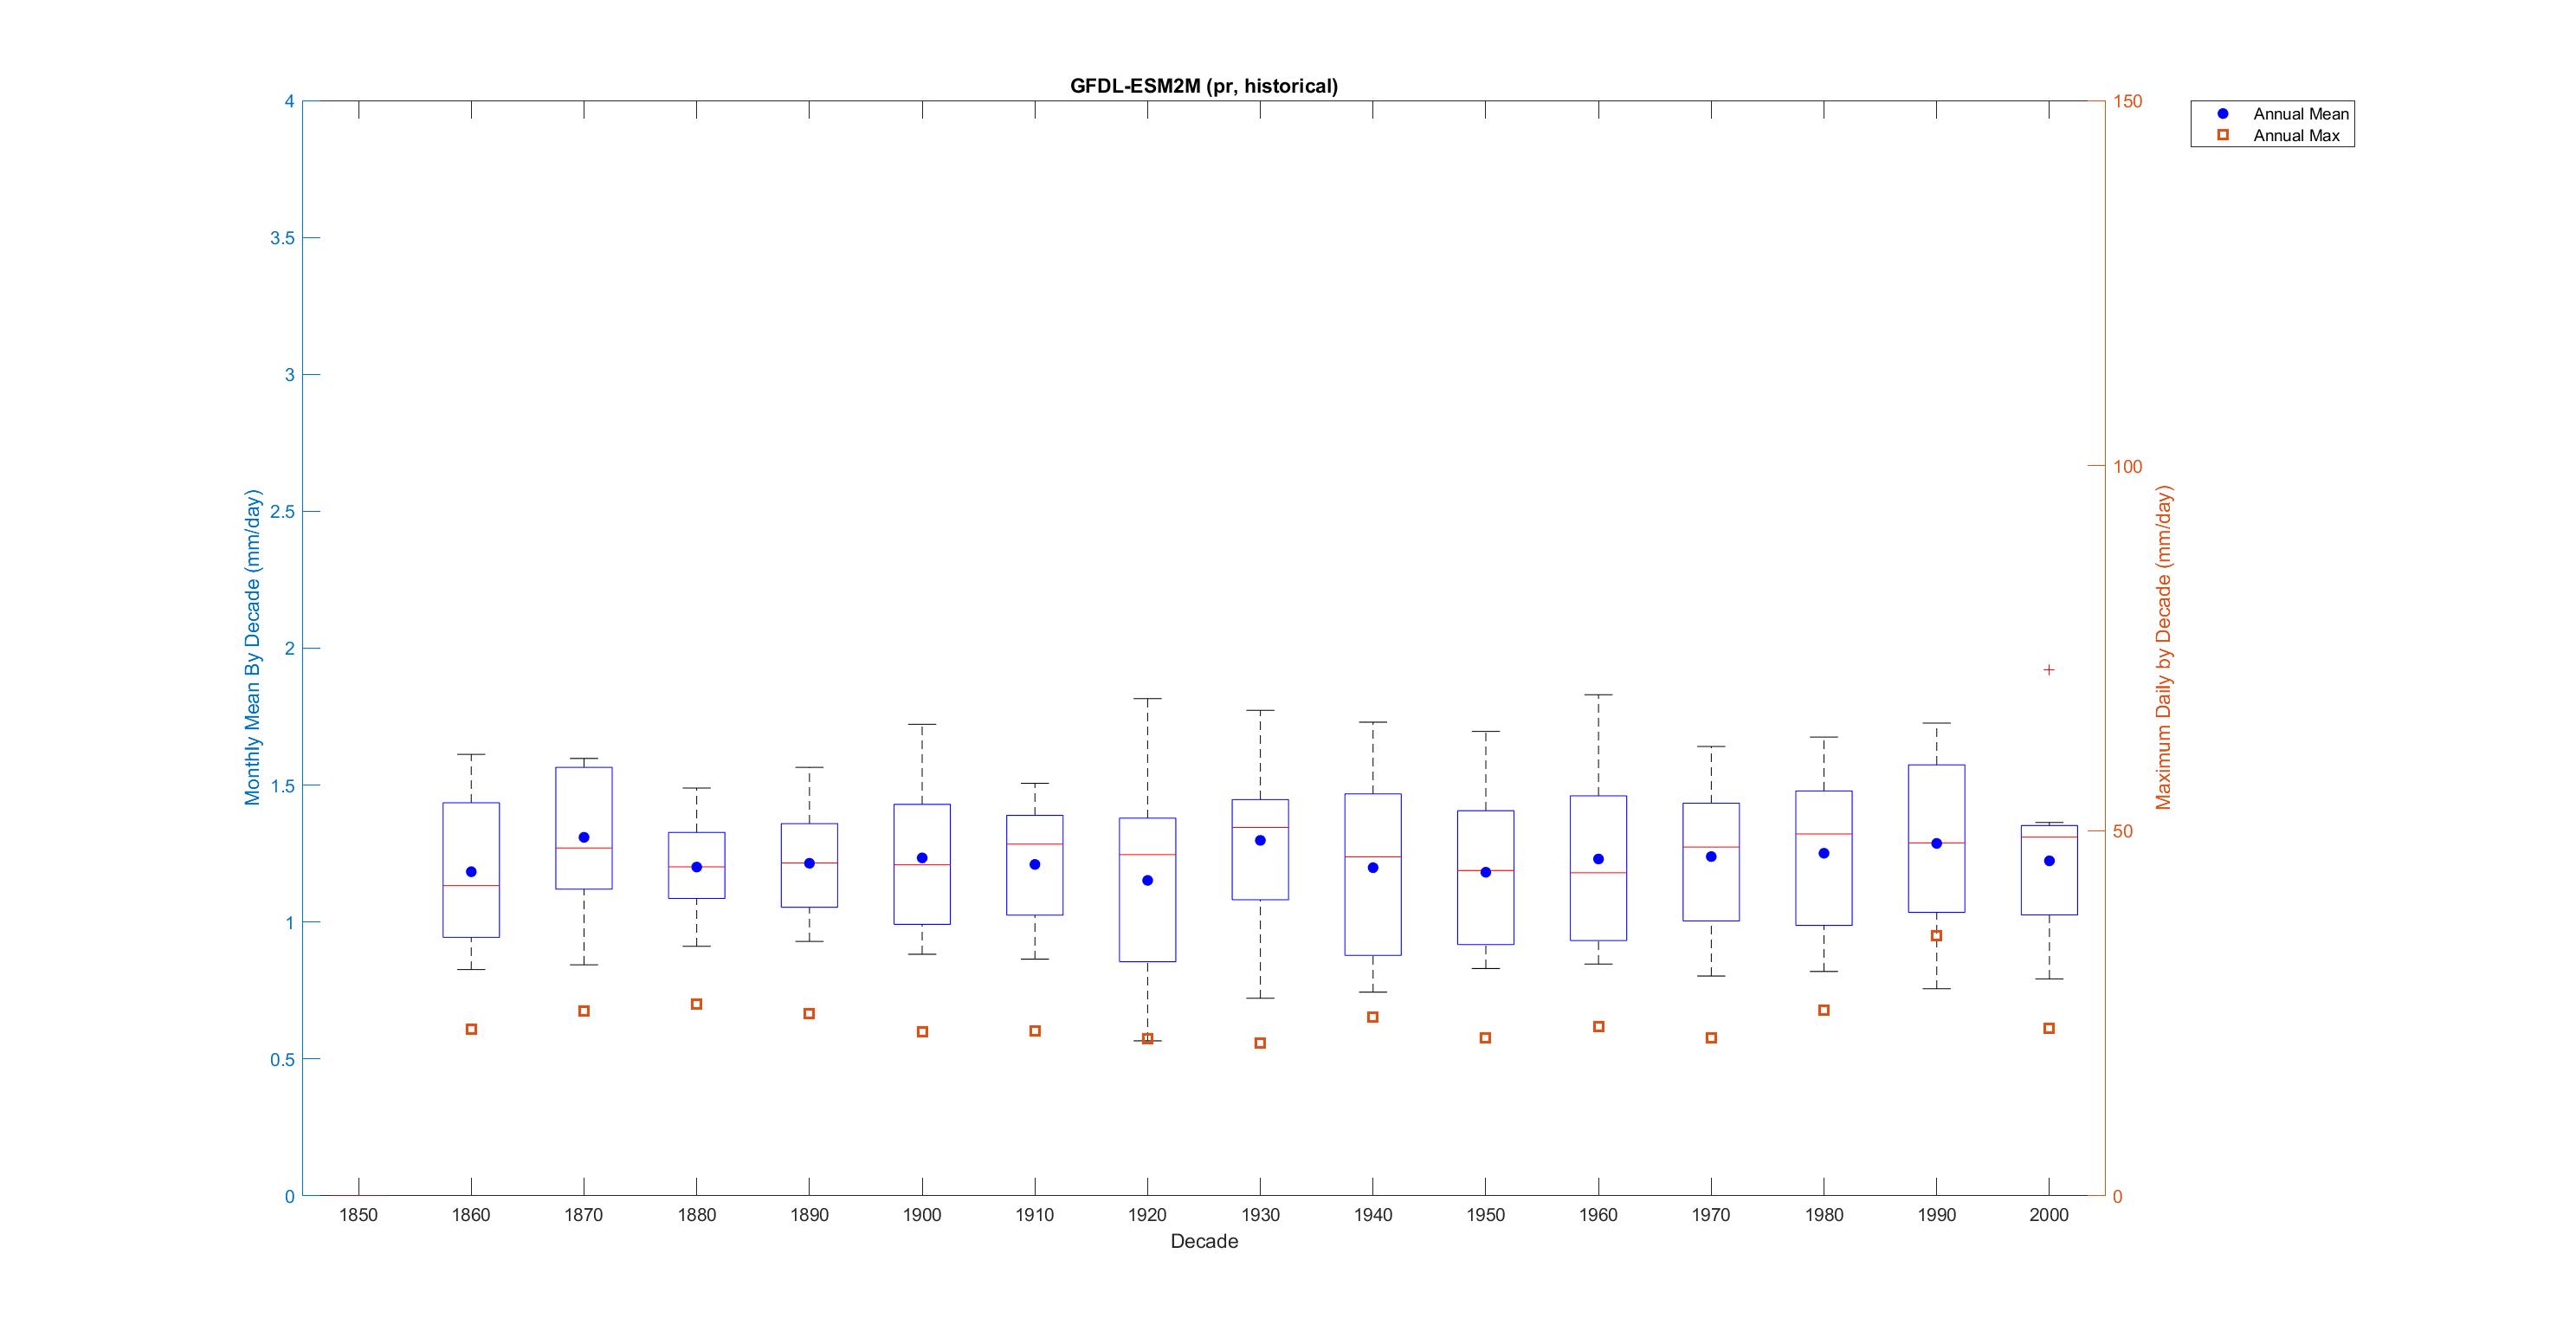 GFDL-ESM2M (pr, historical)
Annual Mean
Annual Max
Monthly Mean By Decade (mm/day)
4
3.5
3
2.5
2
1.5
1
0.5
0
150
100
50
0
Maximum Daily by Decade (mm/day)
1850 1860 1870 1880 1890 1900 1910 1920 1930 1940 1950 1960 1970 1980 1990 2000
Decade